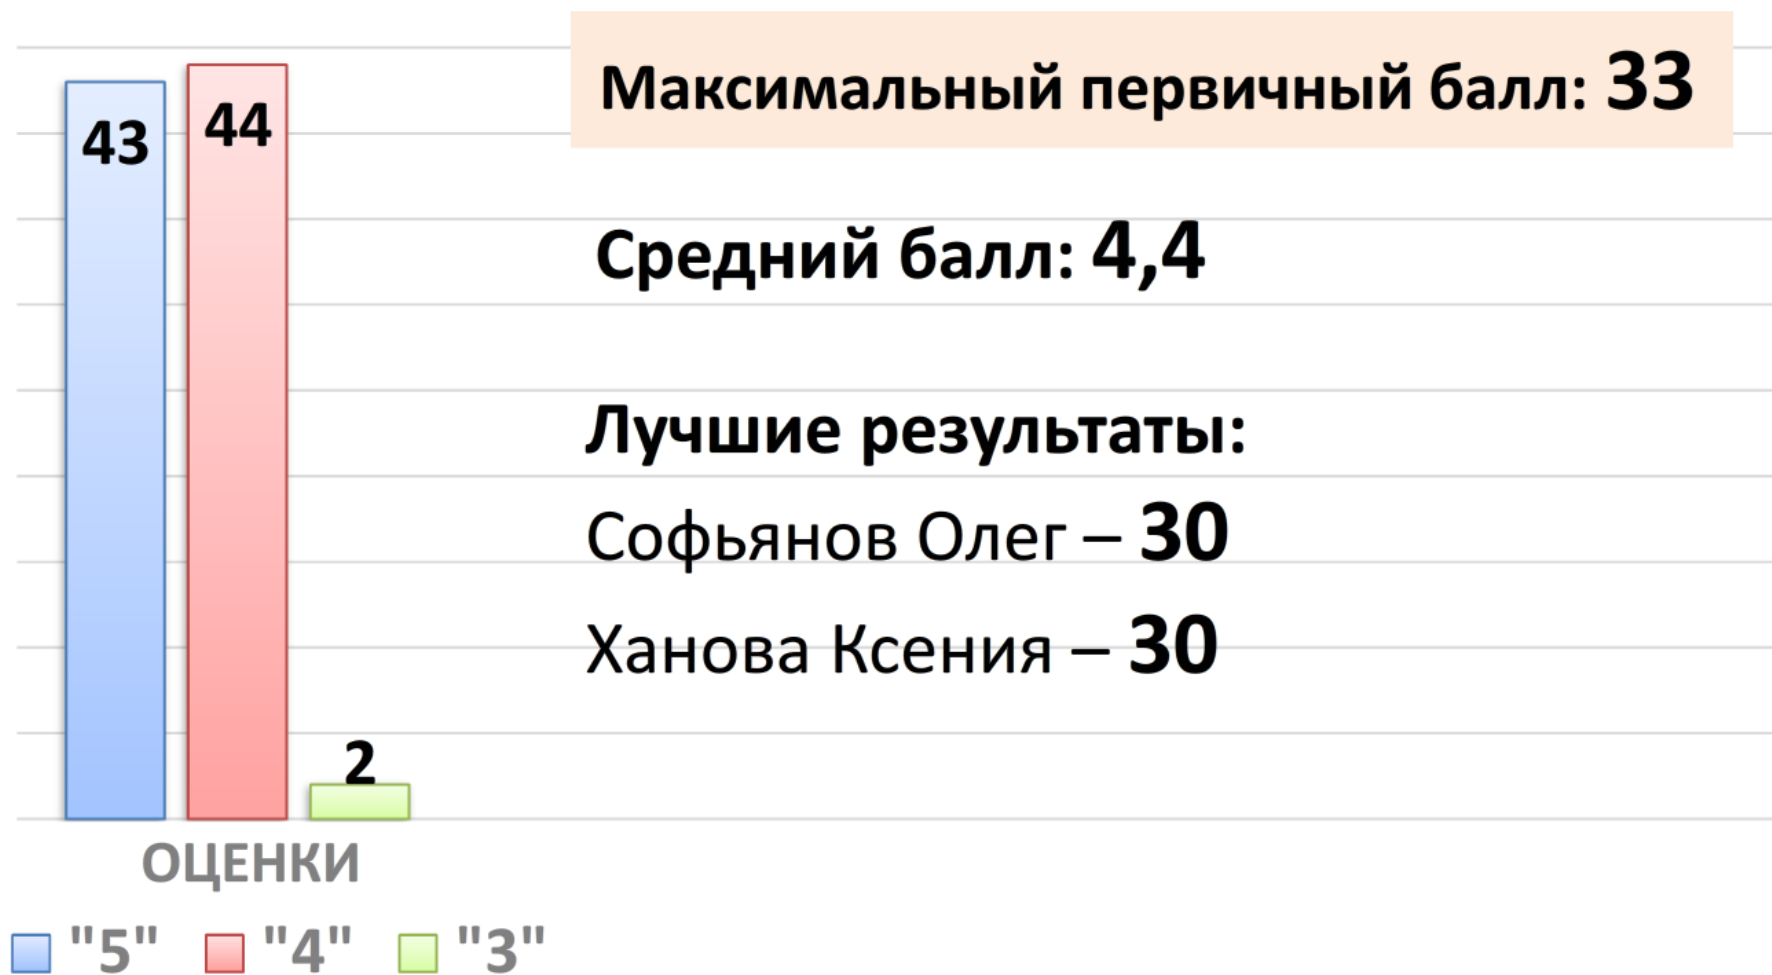 Максимальный первичный балл: 33
43
44
Средний балл: 4,4
Лучшие результаты:
Софьянов Олег – 30
Ханова Ксения – 30
2
ОЦЕНКИ
"5" "4" "3"